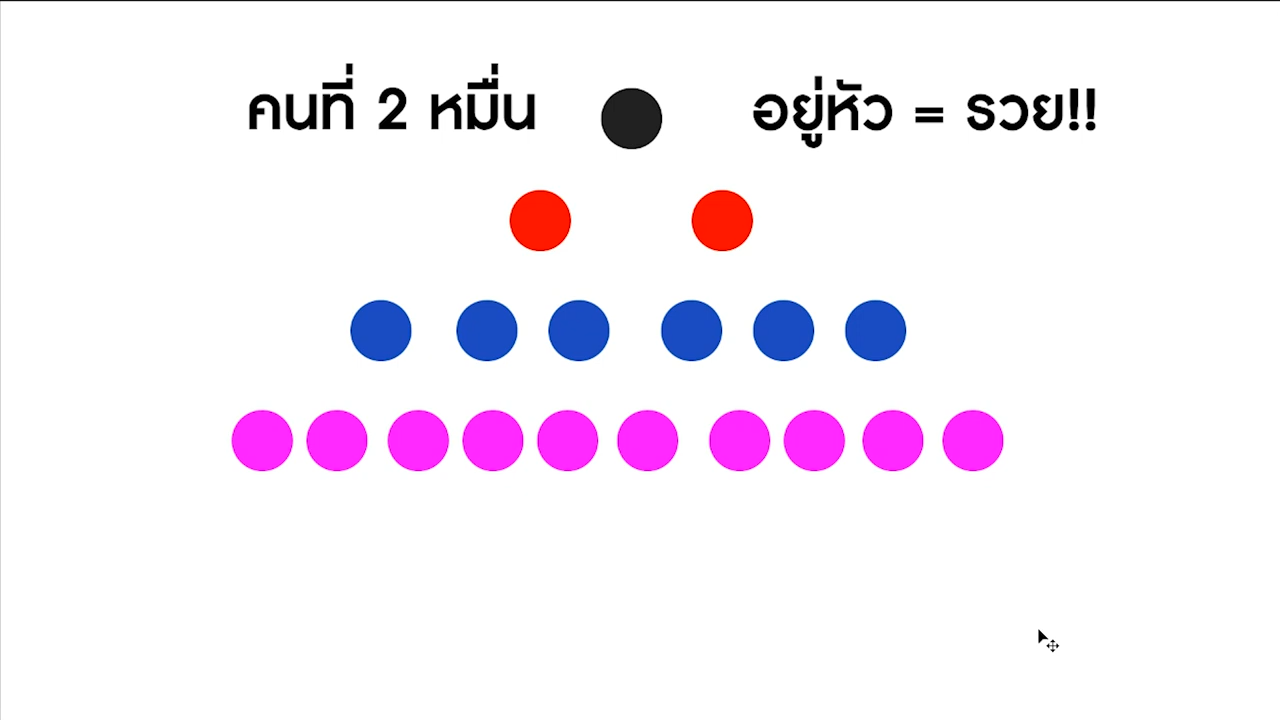 คนที่ 2 หมื่น อยู่หัว = รวย!!